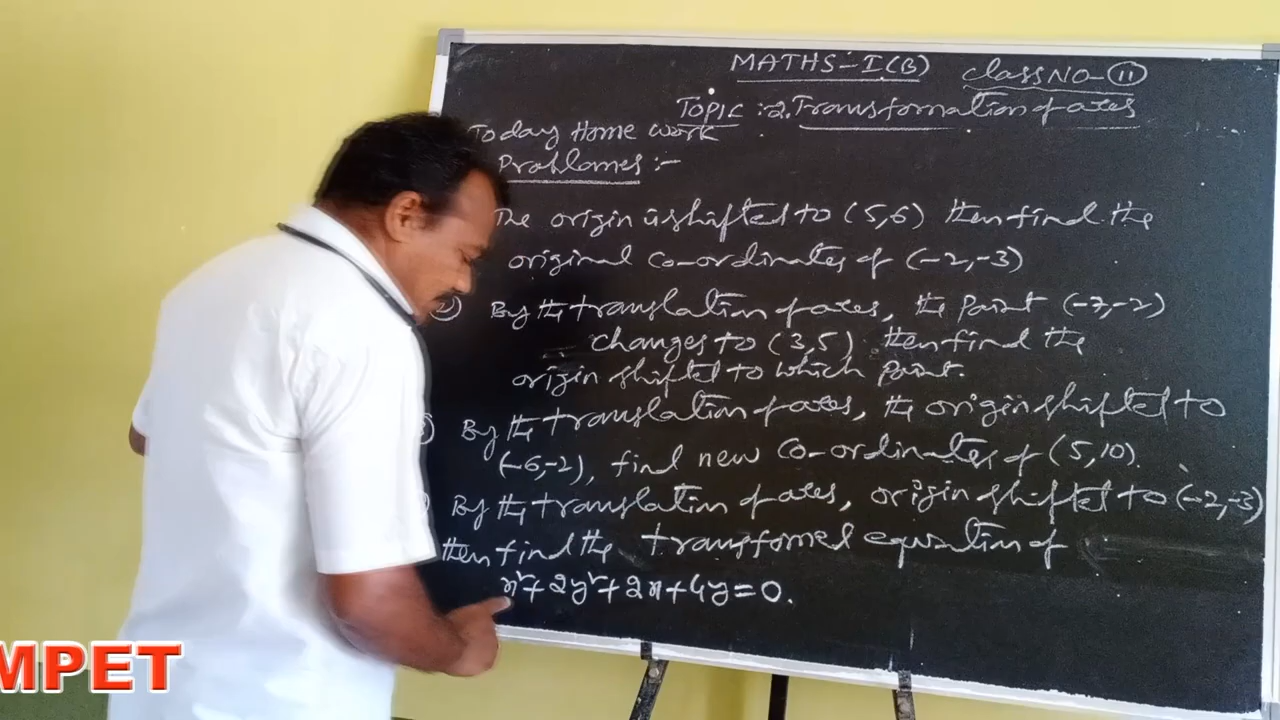 MATHS-I(B) class NO-11
Topic :2. Transformation of axes
Today Home work
Problames :-
The origin is shifted to (5,6) then find the
original co-ordinates of (-2,-3)
2) By the translation of axes, the point
changes to (3,5) then find the
origin shifted to which point.
3) By the translation of axes, the origin shifted to
(-6,-2), find new co-ordinates of (5,10).
) By the translation of axes, origin shifted to (-2,-3)
then find the transformed equation of
x²+2y²+2x+4y=0.
MPET